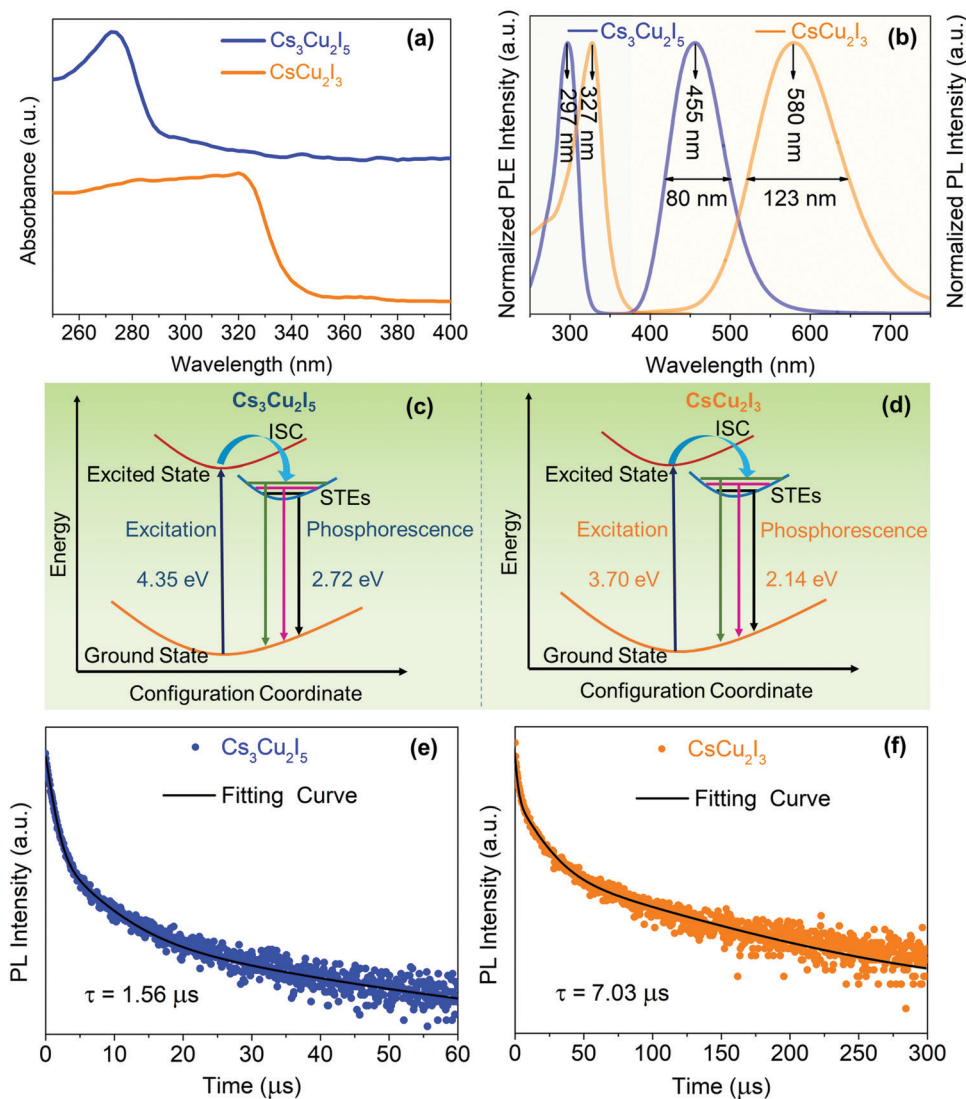 Cs₃Cu₂I₅
CsCu₂I₃
(a)
Absorbance (a.u.)
260 280 300 320 340 360 380 400
Wavelength (nm)
Cs₃Cu₂I₅
CsCu₂I₃
(b)
Normalized PLE Intensity (a.u.)
Normalized PL Intensity (a.u.)
297 nm
327 nm
455 nm
580 nm
80 nm
123 nm
300 400 500 600 700
Wavelength (nm)
Cs₃Cu₂I₅
(c)
ISC
Excited State
STEs
Excitation
Phosphorescence
4.35 eV
2.72 eV
Ground State
Energy
Configuration Coordinate
CsCu₂I₃
(d)
ISC
Excited State
STEs
Excitation
Phosphorescence
3.70 eV
2.14 eV
Ground State
Energy
Configuration Coordinate
Cs₃Cu₂I₅
(e)
Fitting Curve
PL Intensity (a.u.)
τ = 1.56 μs
0 10 20 30 40 50 60
Time (μs)
CsCu₂I₃
(f)
Fitting Curve
PL Intensity (a.u.)
τ = 7.03 μs
0 50 100 150 200 250 300
Time (μs)